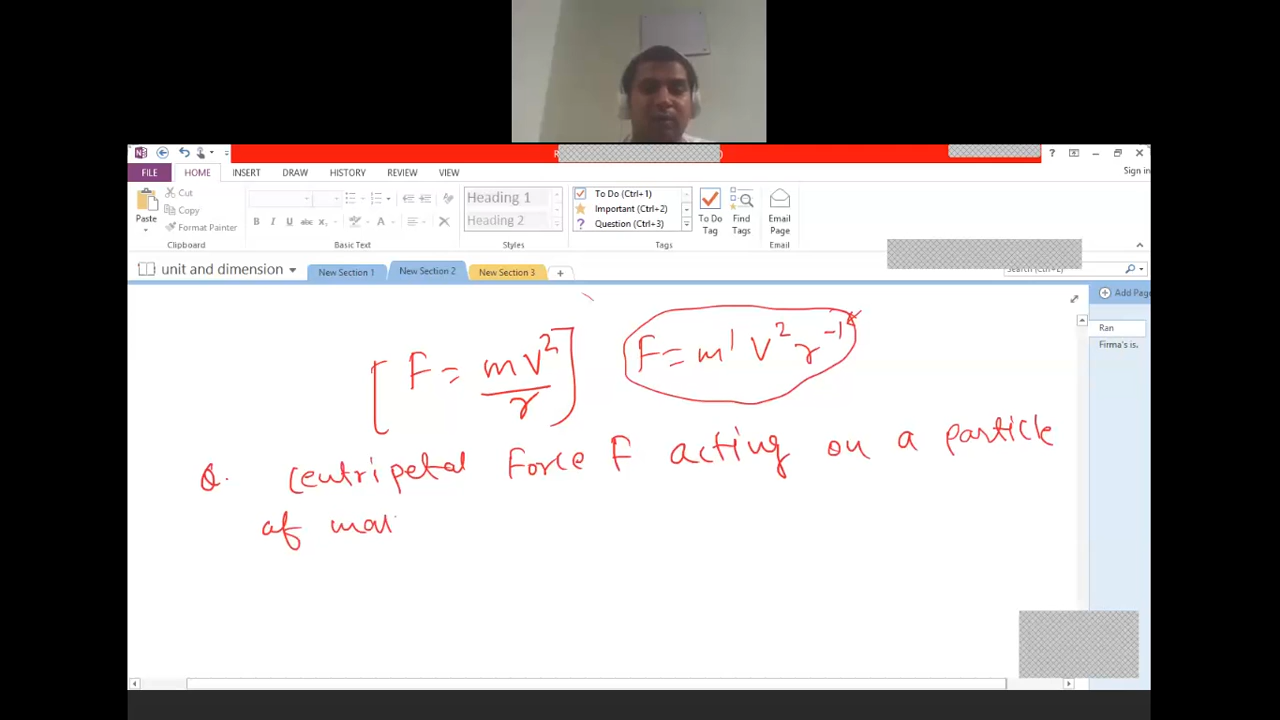 ?
Sign in
FILE HOME INSERT DRAW HISTORY REVIEW VIEW
Paste
Cut
Copy
Format Painter
Clipboard
B I U abc x₂
Basic Text
Heading 1
Heading 2
Styles
To Do (Ctrl+1)
Important (Ctrl+2)
? Question (Ctrl+3)
Tags
To Do Tag
Find Tags
Email Page
Email
unit and dimension
New Section 1 New Section 2 New Section 3 +
Add Page
Ran
Firma's is.
[F = mv²/r] F = m¹ v² r⁻¹
Q. Centripetal Force F acting on a particle
of